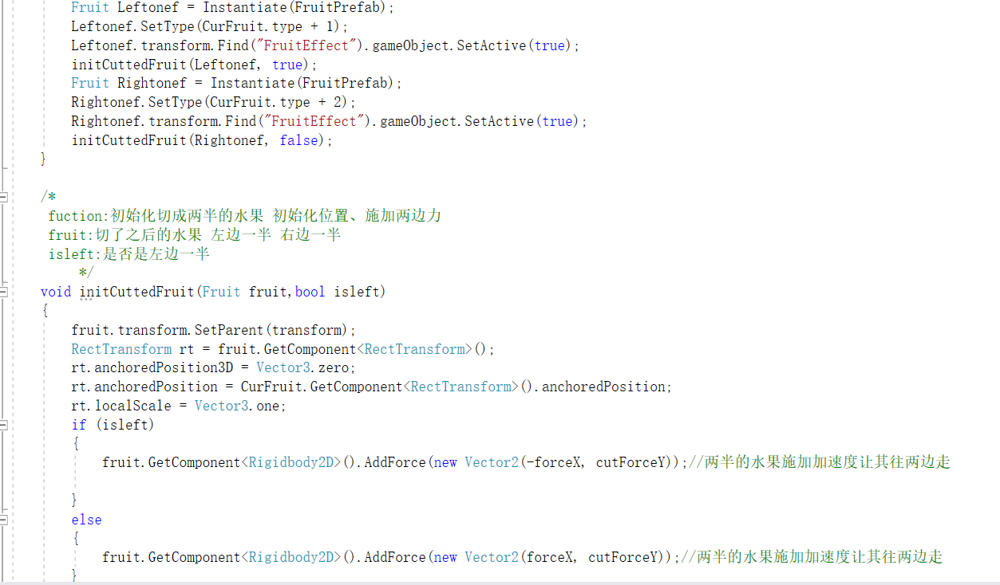 Fruit Leftonef = Instantiate(FruitPrefab);
Leftonef.SetType(CurFruit.type + 1);
Leftonef.transform.Find("FruitEffect").gameObject.SetActive(true);
initCuttedFruit(Leftonef, true);
Fruit Rightonef = Instantiate(FruitPrefab);
Rightonef.SetType(CurFruit.type + 2);
Rightonef.transform.Find("FruitEffect").gameObject.SetActive(true);
initCuttedFruit(Rightonef, false);
}
/*
fuction:初始化切成两半的水果 初始化位置、施加两边力
fruit:切了之后的水果 左边一半 右边一半
isleft:是否是左边一半
*/
void initCuttedFruit(Fruit fruit,bool isleft)
{
fruit.transform.SetParent(transform);
RectTransform rt = fruit.GetComponent<RectTransform>();
rt.anchoredPosition3D = Vector3.zero;
rt.anchoredPosition = CurFruit.GetComponent<RectTransform>().anchoredPosition;
rt.localScale = Vector3.one;
if (isleft)
{
fruit.GetComponent<Rigidbody2D>().AddForce(new Vector2(-forceX, cutForceY));//两半的水果施加加速度让其往两边走
}
else
{
fruit.GetComponent<Rigidbody2D>().AddForce(new Vector2(forceX, cutForceY));//两半的水果施加加速度让其往两边走
}